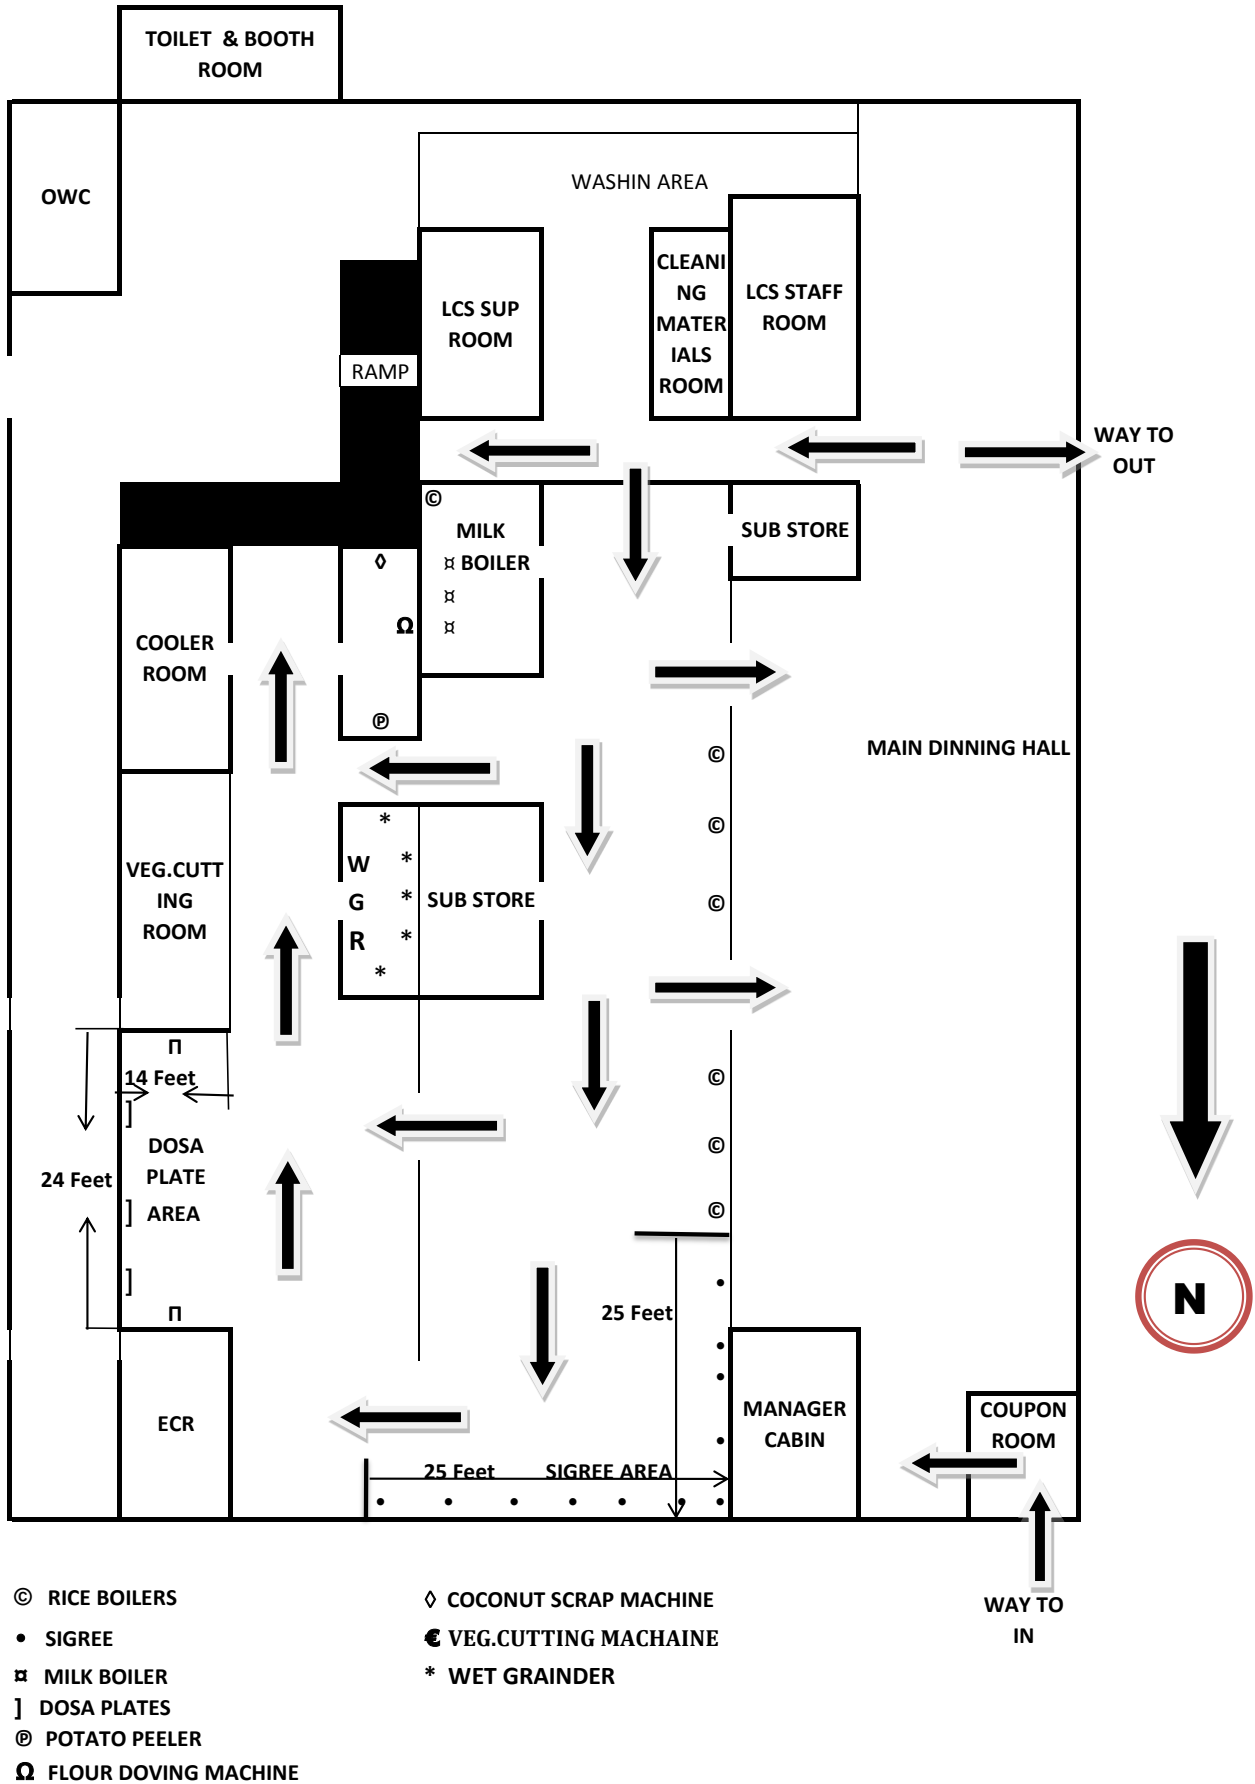 TOILET & BOOTH
ROOM
OWC
WASHIN AREA
CLEANI
NG
MATER
IALS
ROOM
LCS STAFF
ROOM
LCS SUP
ROOM
RAMP
WAY TO
OUT
©
MILK
¤ BOILER
¤
¤
SUB STORE
◊
Ω
℗
COOLER
ROOM
MAIN DINNING HALL
©
©
©
VEG.CUTT
ING
ROOM
*
W *
G *
R *
*
SUB STORE
П
14 Feet
]
DOSA
PLATE
] AREA
]
П
24 Feet
©
©
©
25 Feet
N
ECR
MANAGER
CABIN
COUPON
ROOM
25 Feet SIGREE AREA
WAY TO
IN
© RICE BOILERS
• SIGREE
¤ MILK BOILER
] DOSA PLATES
℗ POTATO PEELER
Ω FLOUR DOVING MACHINE
◊ COCONUT SCRAP MACHINE
€ VEG.CUTTING MACHAINE
* WET GRAINDER